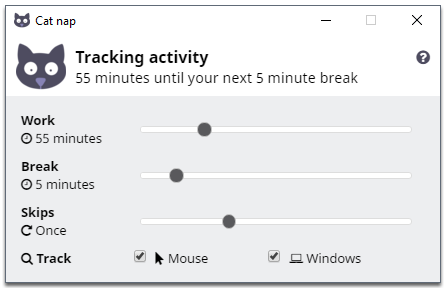 Cat nap
Tracking activity
55 minutes until your next 5 minute break
?
Work
55 minutes
Break
5 minutes
Skips
Once
Track Mouse Windows